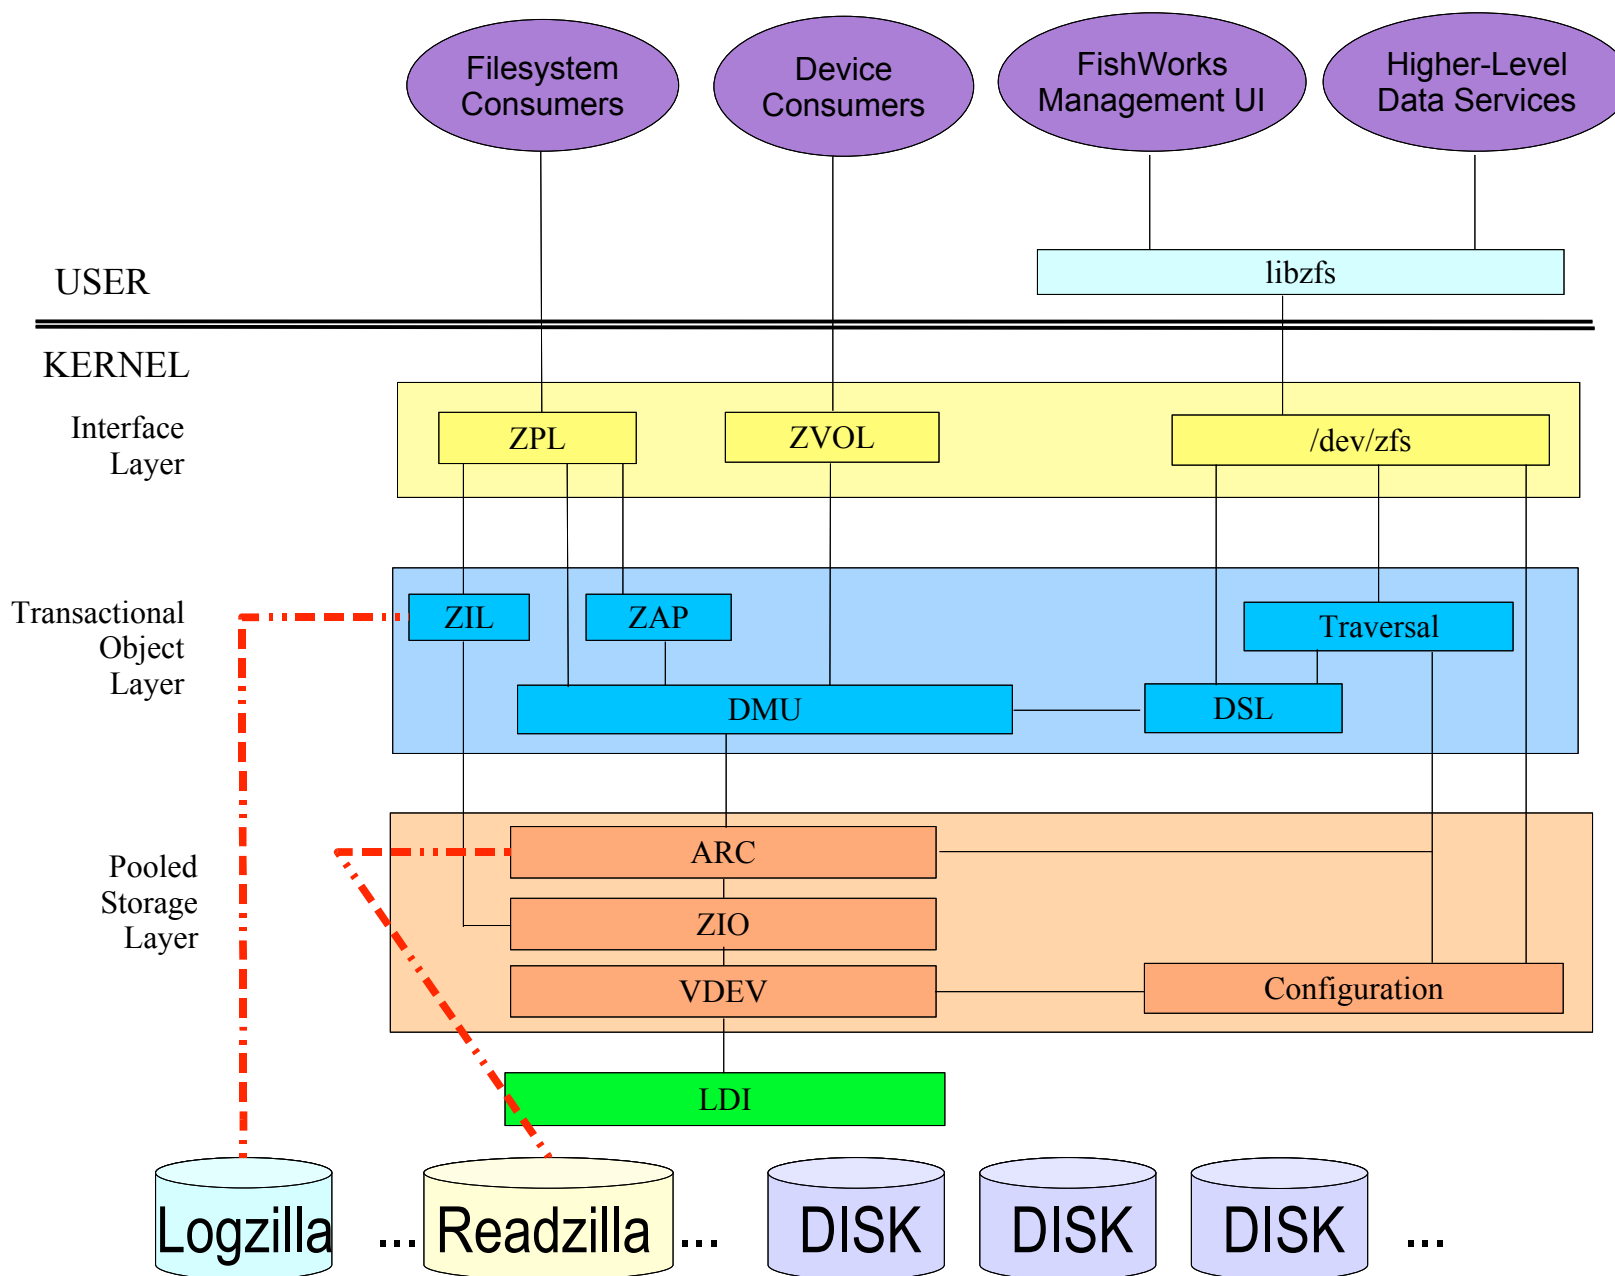 Filesystem
Consumers
Device
Consumers
FishWorks
Management UI
Higher-Level
Data Services
libzfs
USER
KERNEL
Interface
Layer
ZPL
ZVOL
/dev/zfs
Transactional
Object
Layer
ZIL
ZAP
Traversal
DMU
DSL
Pooled
Storage
Layer
ARC
ZIO
VDEV
Configuration
LDI
Logzilla
...
Readzilla
...
DISK
DISK
DISK
...